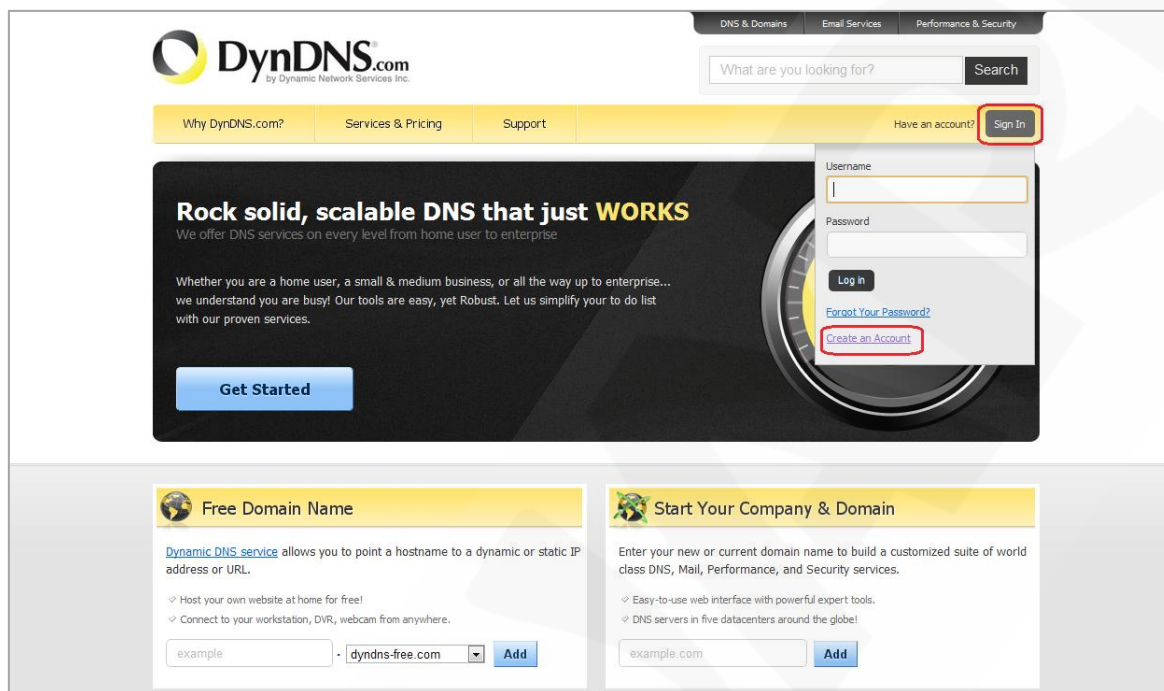 DNS & Domains Email Services Performance & Security
DynDNS.com
by Dynamic Network Services Inc.
What are you looking for? Search
Why DynDNS.com? Services & Pricing Support Have an account? Sign In
Username
Password
Log in
Forgot Your Password?
Create an Account
Rock solid, scalable DNS that just WORKS
We offer DNS services on every level from home user to enterprise
Whether you are a home user, a small & medium business, or all the way up to enterprise...
we understand you are busy! Our tools are easy, yet Robust. Let us simplify your to do list
with our proven services.
Get Started
Free Domain Name
Dynamic DNS service allows you to point a hostname to a dynamic or static IP
address or URL.
Host your own website at home for free!
Connect to your workstation, DVR, webcam from anywhere.
example . dyndns-free.com Add
Start Your Company & Domain
Enter your new or current domain name to build a customized suite of world
class DNS, Mail, Performance, and Security services.
Easy-to-use web interface with powerful expert tools.
DNS servers in five datacenters around the globe!
example.com Add